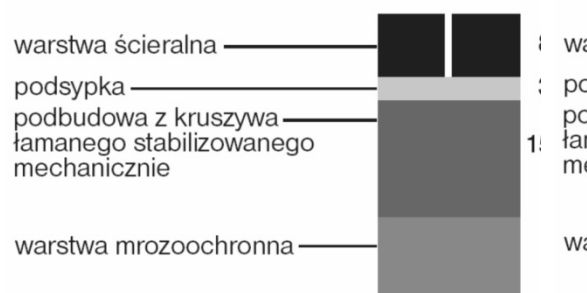 warstwa ścieralna
podsypka
podbudowa z kruszywa
łamanego stabilizowanego
mechanicznie
warstwa mrozoochronna